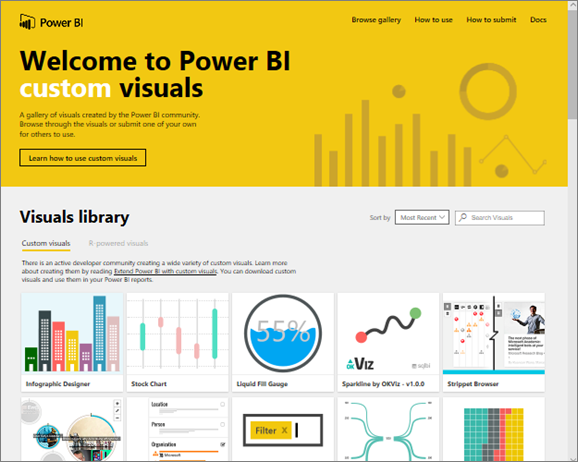 Power BI
Browse gallery How to use How to submit Docs
Welcome to Power BI
custom visuals
A gallery of visuals created by the Power BI community.
Browse through the visuals or submit one of your own
for others to use.
Learn how to use custom visuals
Visuals library
Sort by Most Recent Search Visuals
Custom visuals R-powered visuals
There is an active developer community creating a wide variety of custom visuals. Learn more
about creating them by reading Extend Power BI with custom visuals. You can download custom
visuals and use them in your Power BI reports.
55%
OKViz sqlbi
Infographic Designer Stock Chart Liquid Fill Gauge Sparkline by OKViz - v1.0.0 Strippet Browser
Location
Person
Organization
Microsoft
Filter X